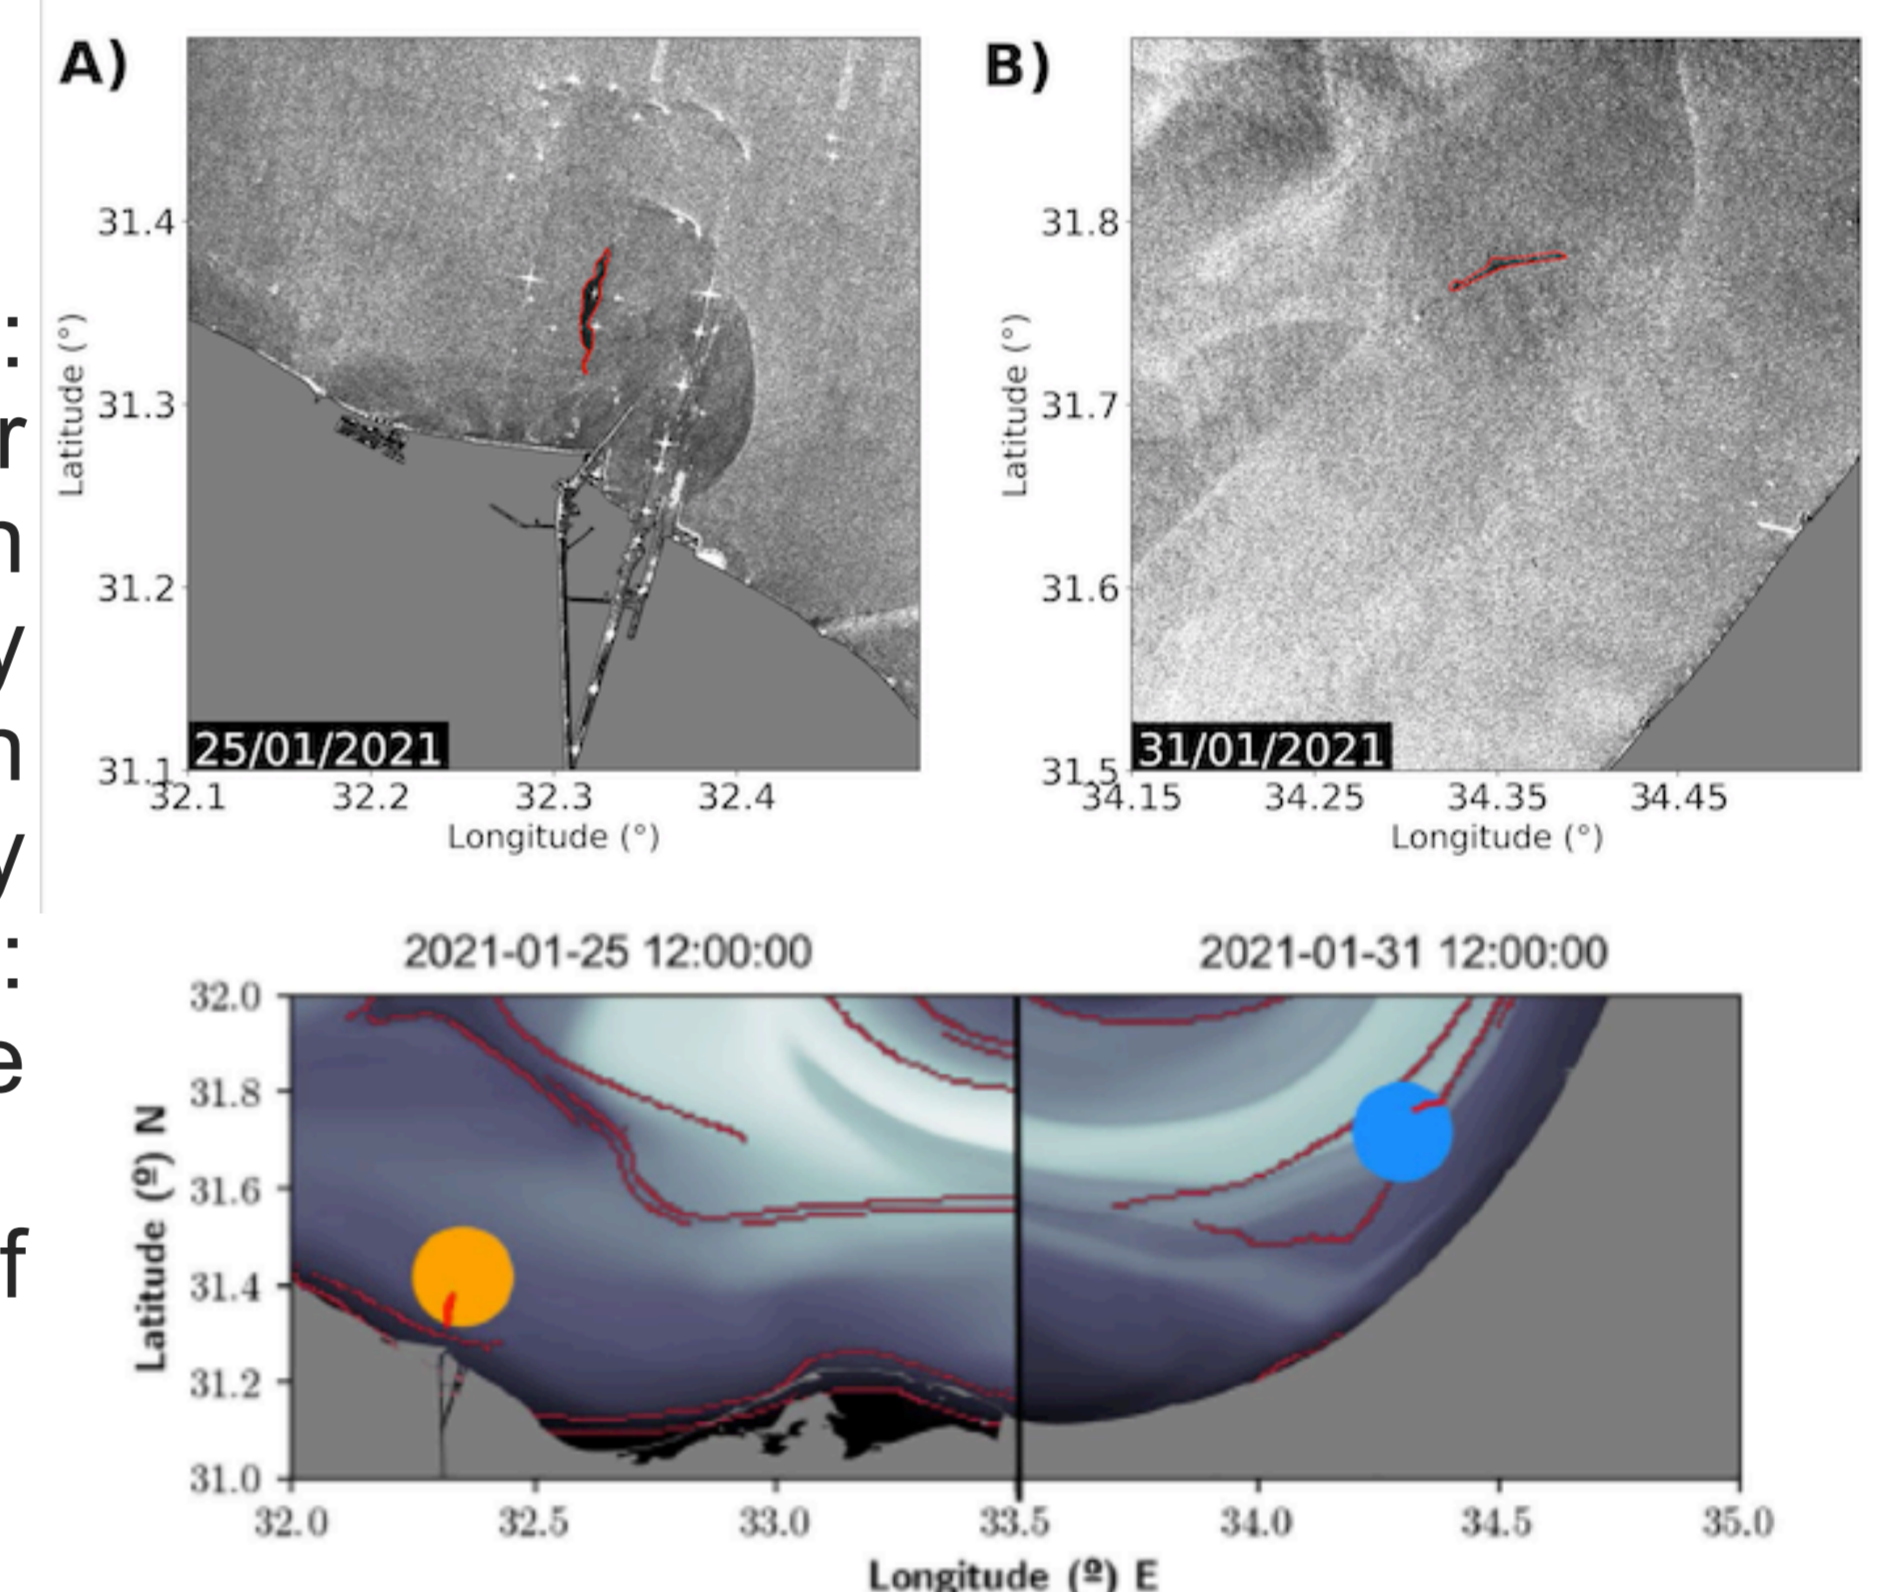 :
r
n
y
n
y
:
e
f
A)
31.4
31.3
31.2
31.1
Latitude (°)
25/01/2021
32.1 32.2 32.3 32.4
Longitude (°)
B)
31.8
31.7
31.6
31.5
Latitude (°)
31/01/2021
34.15 34.25 34.35 34.45
Longitude (°)
2021-01-25 12:00:00 2021-01-31 12:00:00
32.0
31.8
31.6
31.4
31.2
31.0
Latitude (º) N
32.0 32.5 33.0 33.5 34.0 34.5 35.0
Longitude (º) E